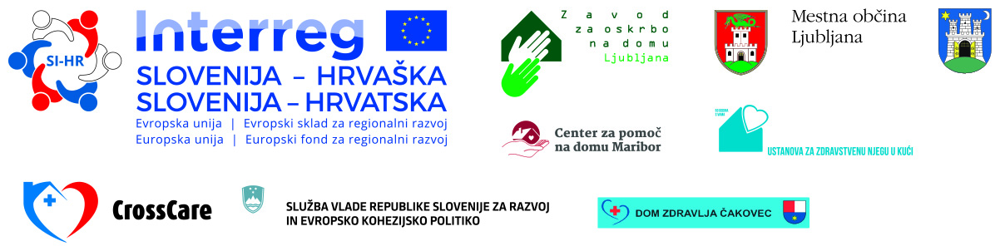 SI-HR
Interreg
SLOVENIJA – HRVAŠKA
SLOVENIJA – HRVATSKA
Evropska unija | Evropski sklad za regionalni razvoj
Europska unija | Europski fond za regionalni razvoj
Zavod
za oskrbo
na domu
Ljubljana
Mestna občina
Ljubljana
Center za pomoč
na domu Maribor
USTANOVA ZA ZDRAVSTVENU NJEGU U KUĆI
CrossCare
SLUŽBA VLADE REPUBLIKE SLOVENIJE ZA RAZVOJ
IN EVROPSKO KOHEZIJSKO POLITIKO
DOM ZDRAVLJA ČAKOVEC